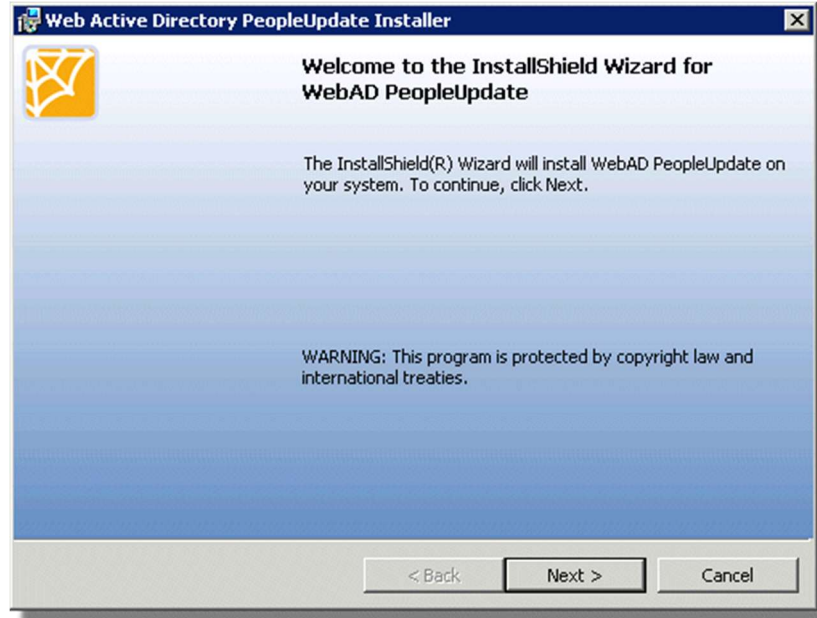 Web Active Directory PeopleUpdate Installer
Welcome to the InstallShield Wizard for
WebAD PeopleUpdate
The InstallShield(R) Wizard will install WebAD PeopleUpdate on
your system. To continue, click Next.
WARNING: This program is protected by copyright law and
international treaties.
< Back
Next >
Cancel